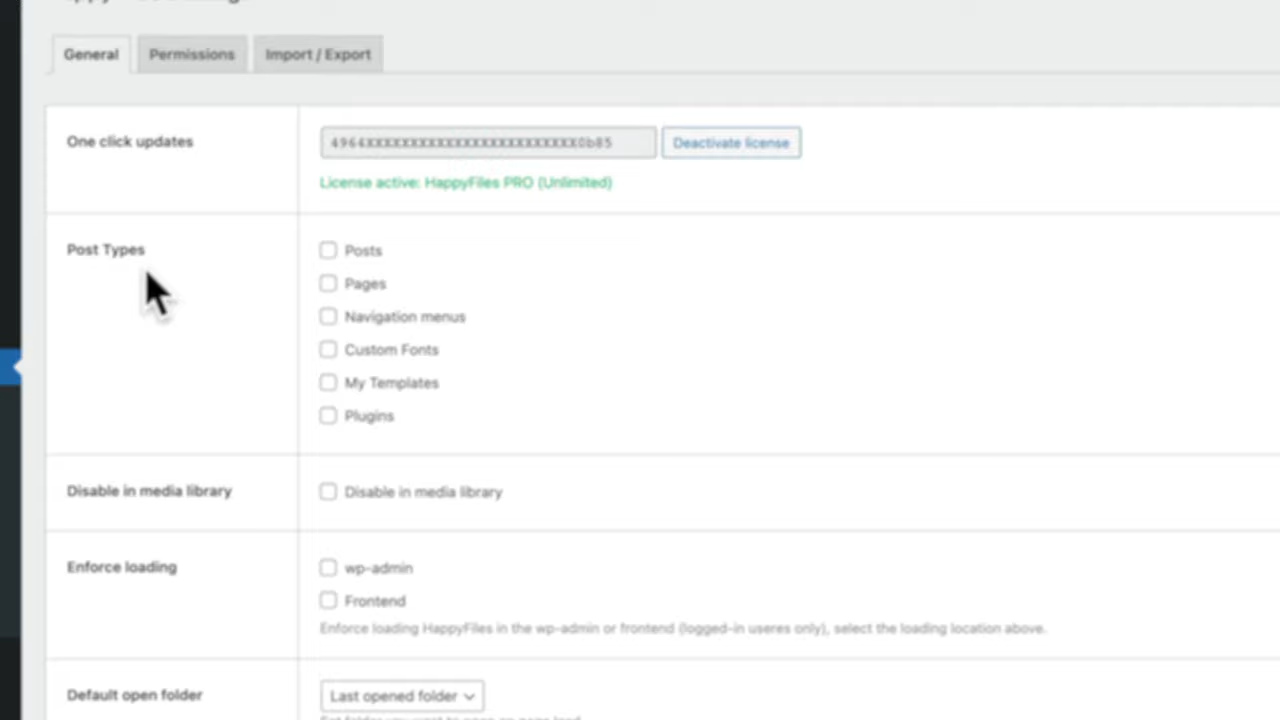 General
Permissions
Import / Export
One click updates
4964XXXXXXXXXXXXXXXXXXXXXXXX0b85
Deactivate license
License active: HappyFiles PRO (Unlimited)
Post Types
Posts
Pages
Navigation menus
Custom Fonts
My Templates
Plugins
Disable in media library
Disable in media library
Enforce loading
wp-admin
Frontend
Enforce loading HappyFiles in the wp-admin or frontend (logged-in useres only), select the loading location above.
Default open folder
Last opened folder